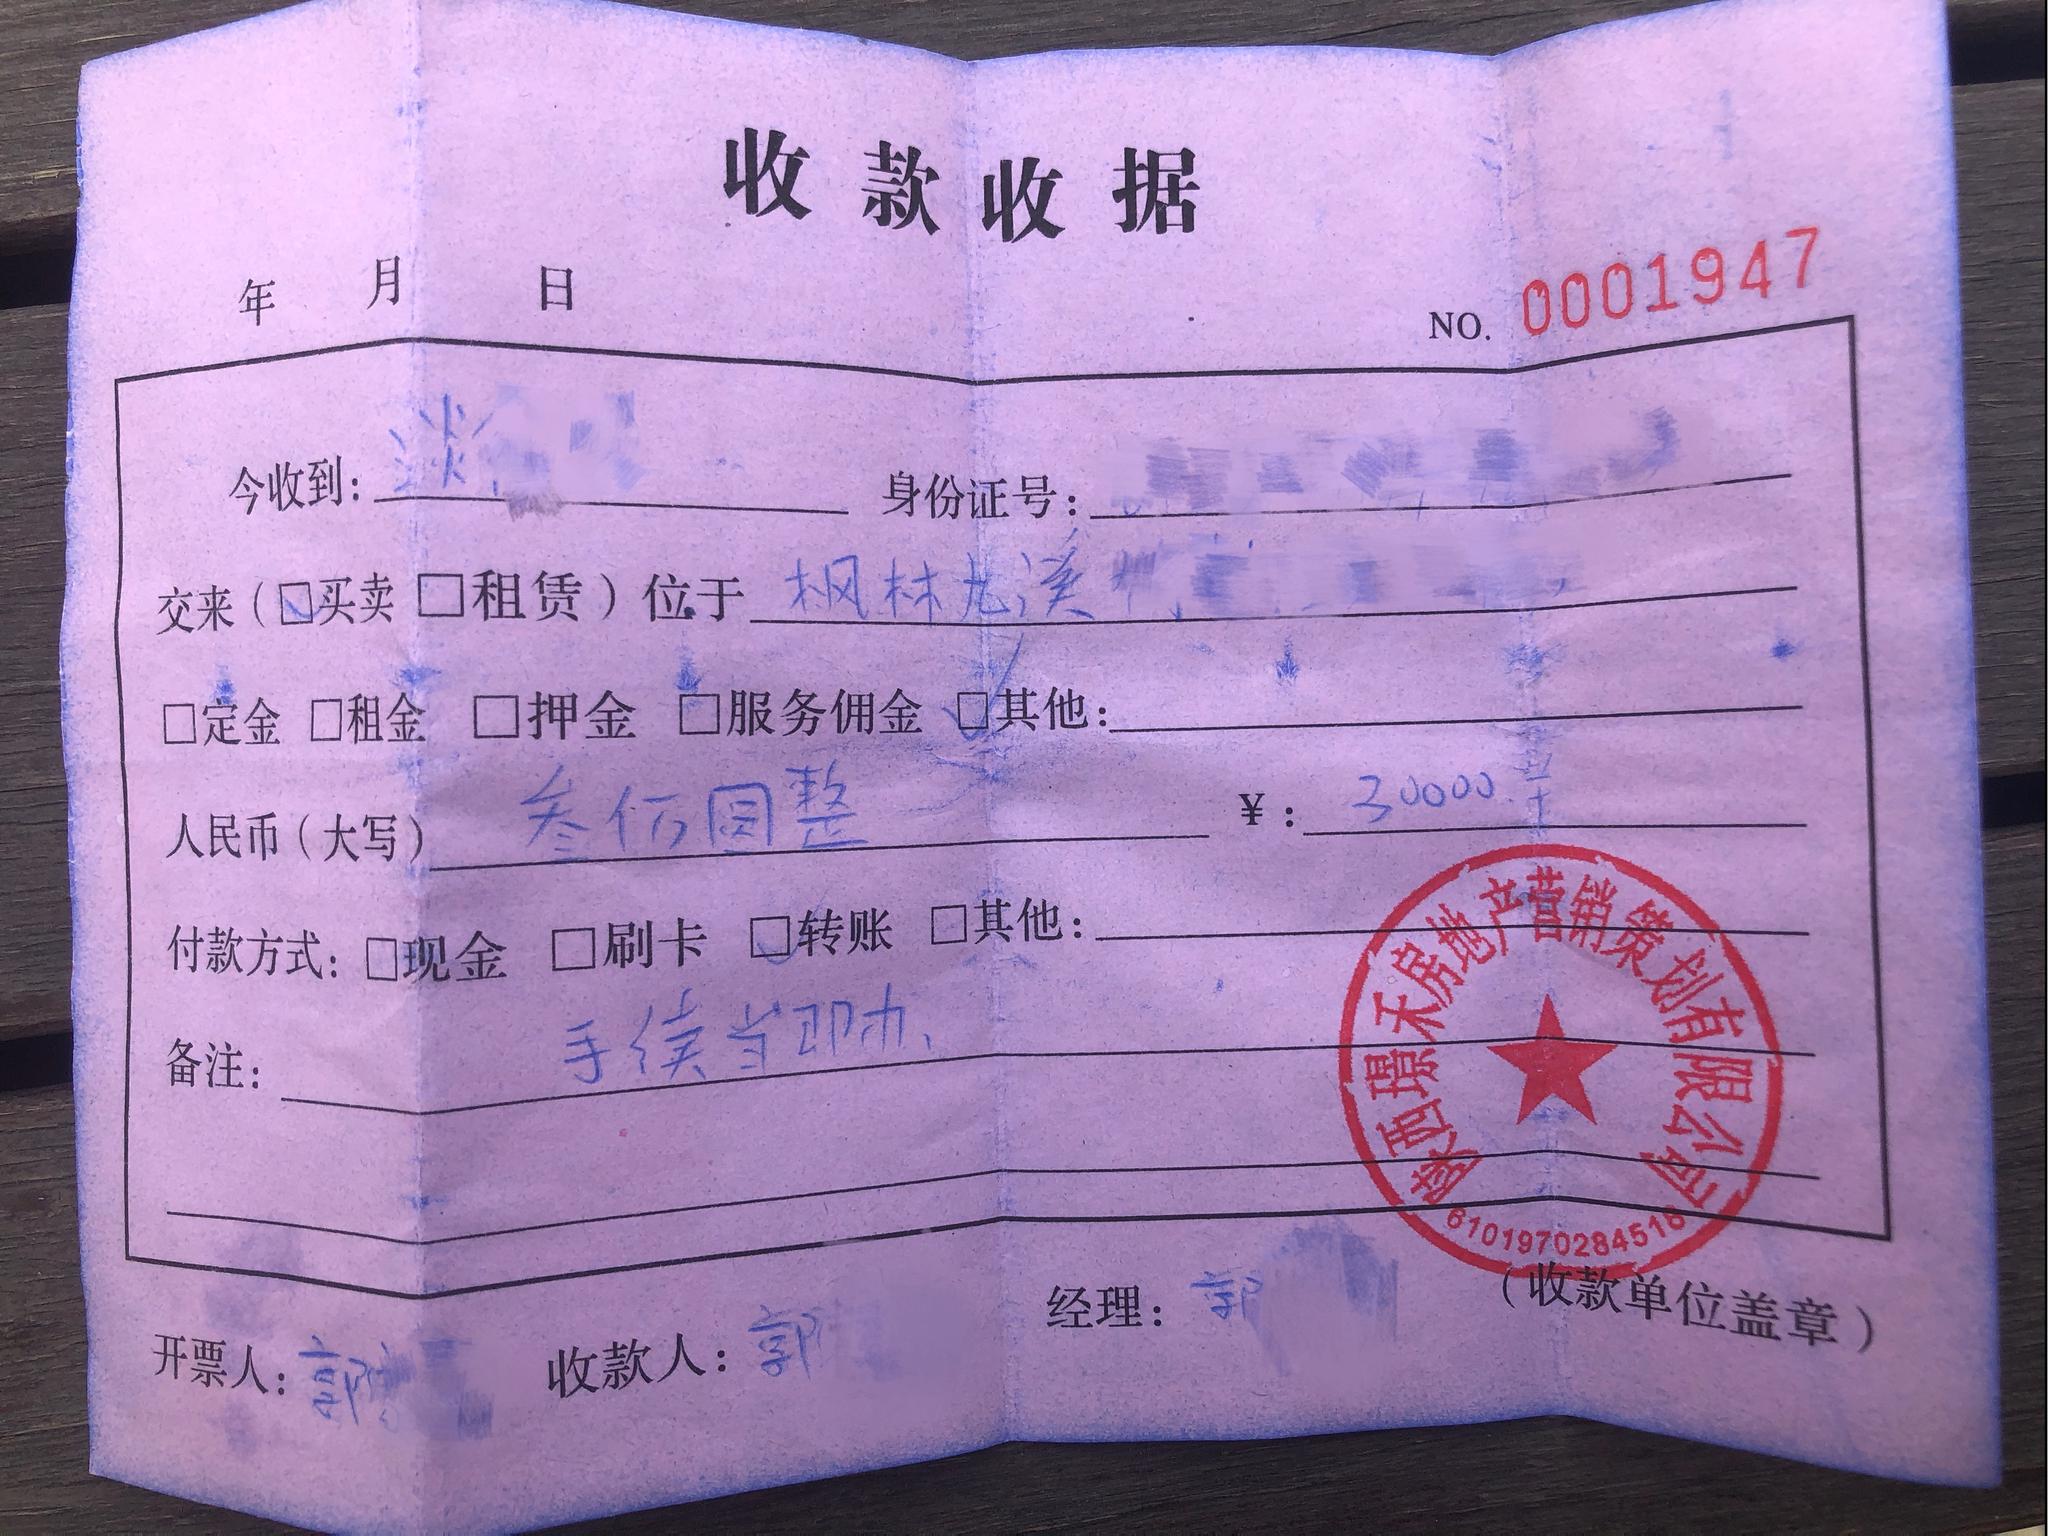 收款收据
年 月 日
NO. 0001947
今收到: 淡 身份证号:
交来(☑买卖 □租赁)位于 枫林九溪
□定金 □租金 □押金 □服务佣金 ☑其他:
人民币(大写) 叁佰圆整 ¥: 30000
付款方式: □现金 □刷卡 ☑转账 □其他:
备注: 手续当即办、
陕西璟禾房地产营销策划有限公司
6101970284518
开票人: 郭 收款人: 郭 经理: 郭 (收款单位盖章)